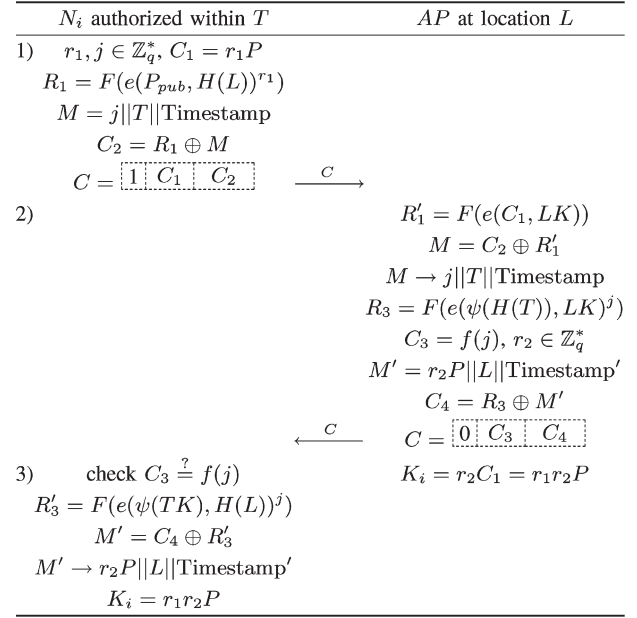 N_i authorized within T	AP at location L
1) r_1, j ∈ ℤ_q^*, C_1 = r_1P
R_1 = F(e(P_{pub}, H(L))^{r_1})
M = j||T||Timestamp
C_2 = R_1 ⊕ M
C = 1 C_1 C_2
C
2) R'_1 = F(e(C_1, LK))
M = C_2 ⊕ R'_1
M → j||T||Timestamp
R_3 = F(e(ψ(H(T)), LK)^j)
C_3 = f(j), r_2 ∈ ℤ_q^*
M' = r_2P||L||Timestamp'
C_4 = R_3 ⊕ M'
C
C = 0 C_3 C_4
3) check C_3 ≟ f(j)	K_i = r_2C_1 = r_1r_2P
R'_3 = F(e(ψ(TK), H(L))^j)
M' = C_4 ⊕ R'_3
M' → r_2P||L||Timestamp'
K_i = r_1r_2P